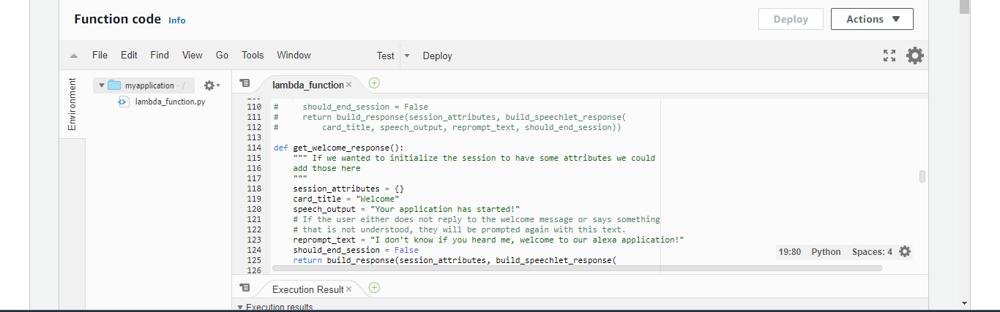 Function code Info
Deploy Actions
File Edit Find View Go Tools Window Test Deploy
Environment
myapplication - /
lambda_function.py
lambda_function
110 #     should_end_session = False
111 #     return build_response(session_attributes, build_speechlet_response(
112 #         card_title, speech_output, reprompt_text, should_end_session))
113
114 def get_welcome_response():
115     """ If we wanted to initialize the session to have some attributes we could
116     add those here
117     """
118     session_attributes = {}
119     card_title = "Welcome"
120     speech_output = "Your application has started!"
121     # If the user either does not reply to the welcome message or says something
122     # that is not understood, they will be prompted again with this text.
123     reprompt_text = "I don't know if you heard me, welcome to our alexa application!"
124     should_end_session = False
125     return build_response(session_attributes, build_speechlet_response(
126
19:80 Python Spaces: 4
Execution Result
Execution results